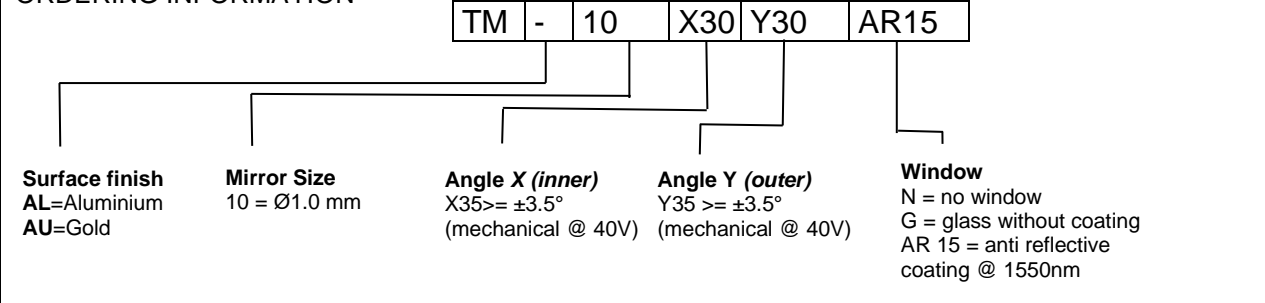 ORDERING INFORMATION
TM - 10 X30 Y30 AR15
Surface finish
AL=Aluminium
AU=Gold
Mirror Size
10 = Ø1.0 mm
Angle X (inner)
X35>= ±3.5°
(mechanical @ 40V)
Angle Y (outer)
Y35 >= ±3.5°
(mechanical @ 40V)
Window
N = no window
G = glass without coating
AR 15 = anti reflective
coating @ 1550nm